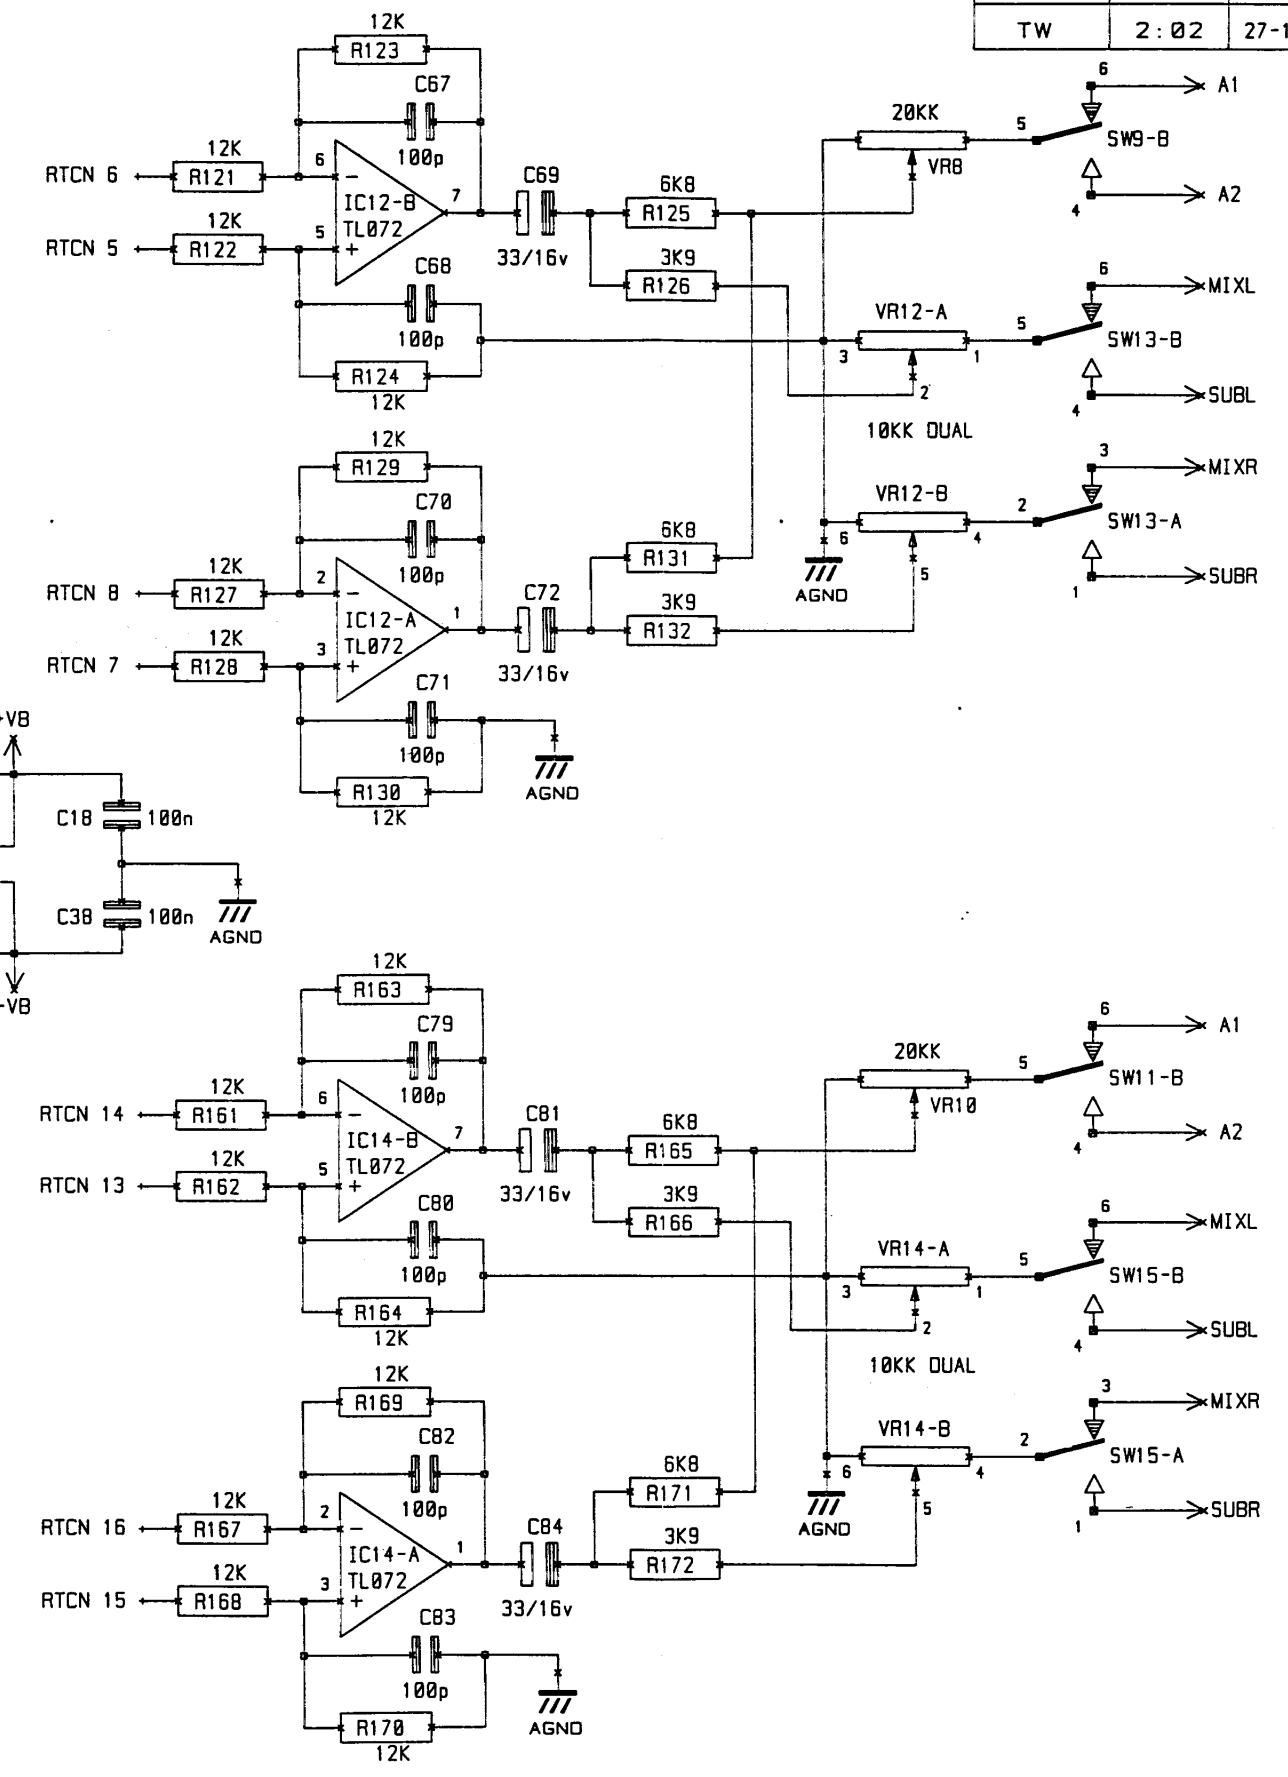 TW 2:02 27-1
12K
R123
C67
100p
12K
RTCN 6 R121
6
IC12-B
TL072
7
12K
RTCN 5 R122
5
C68
100p
R124
12K
C69
33/16v
6K8
R125
3K9
R126
20KK
VR8
5
6
A1
SW9-B
4
A2
VR12-A
3
1
2
10KK DUAL
5
6
MIXL
SW13-B
4
SUBL
12K
R129
C70
100p
12K
RTCN 8 R127
2
IC12-A
TL072
1
12K
RTCN 7 R128
3
C71
100p
R130
12K
AGND
C72
33/16v
6K8
R131
3K9
R132
VR12-B
6
4
5
AGND
2
3
MIXR
SW13-A
1
SUBR
+VB
C18 100n
C38 100n
AGND
-VB
12K
R163
C79
100p
12K
RTCN 14 R161
6
IC14-B
TL072
7
12K
RTCN 13 R162
5
C80
100p
R164
12K
C81
33/16v
6K8
R165
3K9
R166
20KK
VR10
5
6
A1
SW11-B
4
A2
VR14-A
3
1
2
10KK DUAL
5
6
MIXL
SW15-B
4
SUBL
12K
R169
C82
100p
12K
RTCN 16 R167
2
IC14-A
TL072
1
12K
RTCN 15 R168
3
C83
100p
R170
12K
AGND
C84
33/16v
6K8
R171
3K9
R172
VR14-B
6
4
5
AGND
2
3
MIXR
SW15-A
1
SUBR